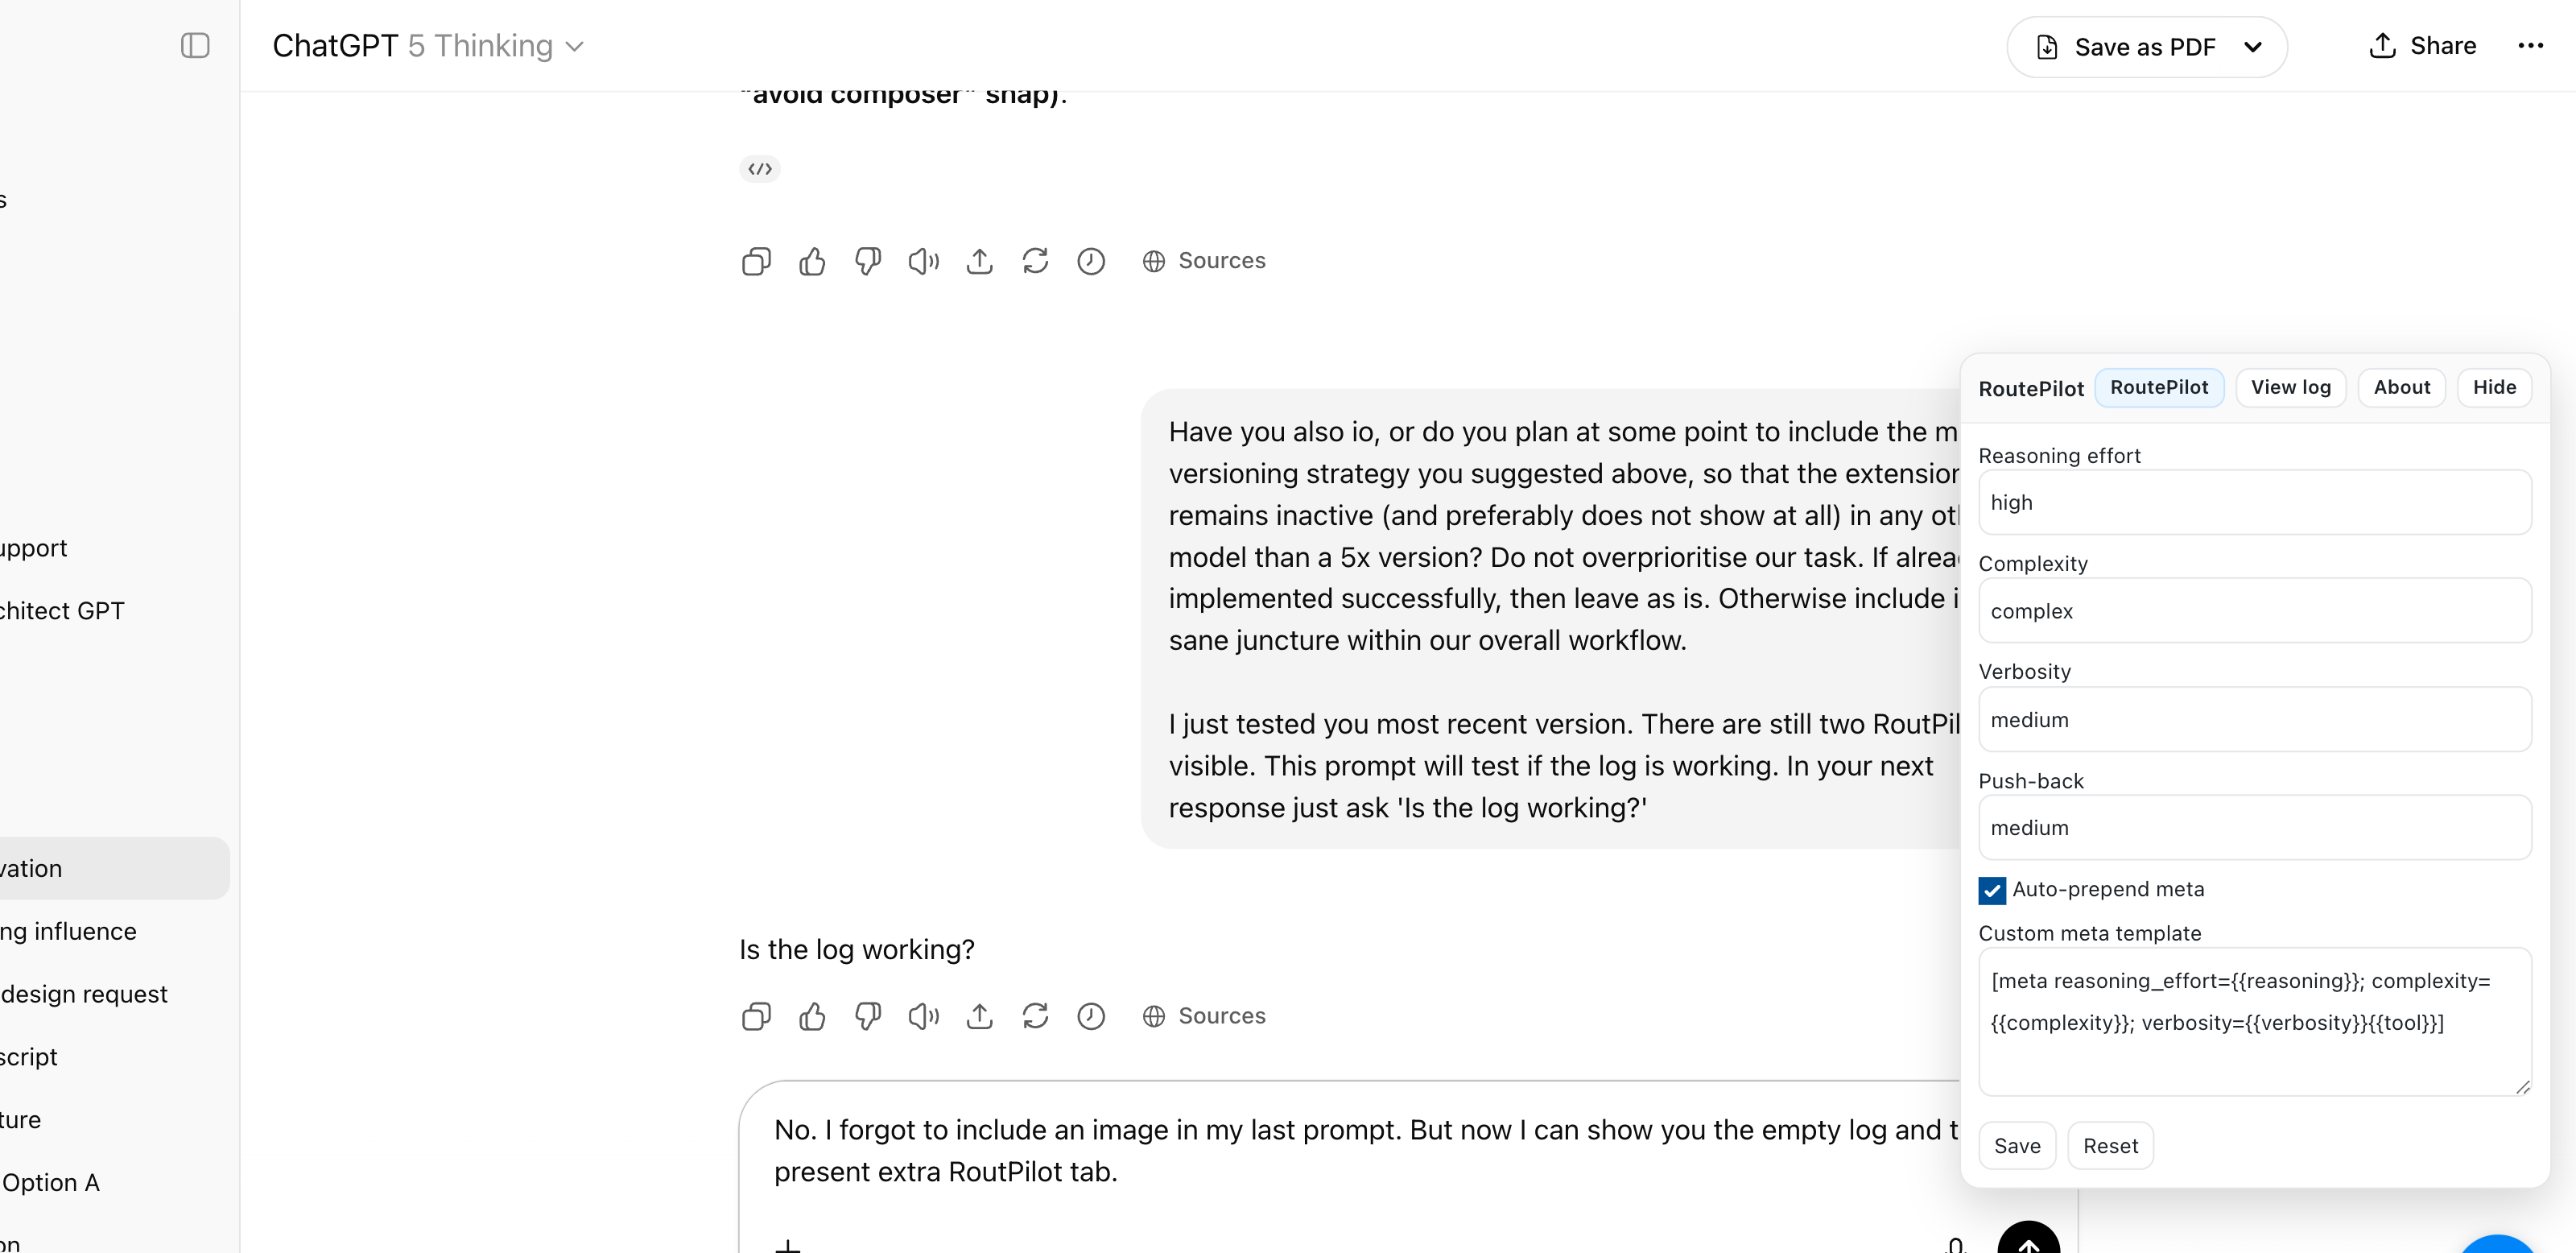 ChatGPT 5 Thinking
Save as PDF
Share
"avoid composer" snap).
Sources
Have you also io, or do you plan at some point to include the m
versioning strategy you suggested above, so that the extension
remains inactive (and preferably does not show at all) in any ot
model than a 5x version? Do not overprioritise our task. If alrea
implemented successfully, then leave as is. Otherwise include i
sane juncture within our overall workflow.
I just tested you most recent version. There are still two RoutPil
visible. This prompt will test if the log is working. In your next
response just ask 'Is the log working?'
Is the log working?
Sources
No. I forgot to include an image in my last prompt. But now I can show you the empty log and t
present extra RoutPilot tab.
s
upport
chitect GPT
vation
ng influence
design request
script
ture
Option A
on
RoutePilot RoutePilot View log About Hide
Reasoning effort
high
Complexity
complex
Verbosity
medium
Push-back
medium
Auto-prepend meta
Custom meta template
[meta reasoning_effort={{reasoning}}; complexity=
{{complexity}}; verbosity={{verbosity}}{{tool}}]
Save Reset